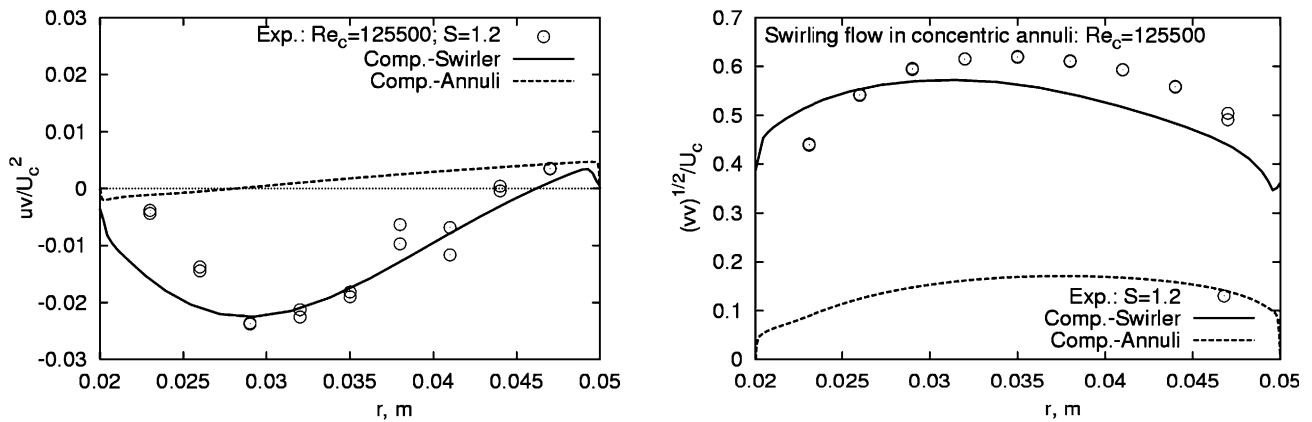 0.03
0.02
0.01
0
-0.01
-0.02
-0.03
uv/U_c^2
Exp.: Re_c=125500; S=1.2
Comp.-Swirler
Comp.-Annuli
0.02 0.025 0.03 0.035 0.04 0.045 0.05
r, m
0.7
0.6
0.5
0.4
0.3
0.2
0.1
0
(vv)^{1/2}/U_c
Swirling flow in concentric annuli: Re_c=125500
Exp.: S=1.2
Comp.-Swirler
Comp.-Annuli
0.02 0.025 0.03 0.035 0.04 0.045 0.05
r, m